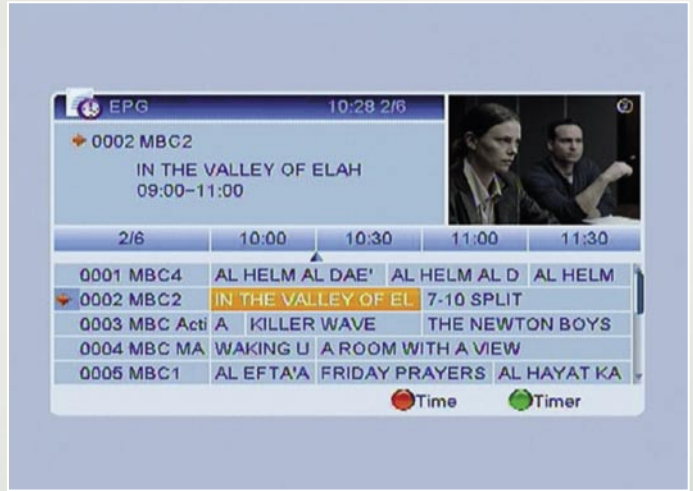 EPG 10:28 2/6
0002 MBC2
IN THE VALLEY OF ELAH
09:00-11:00
2/6 10:00 10:30 11:00 11:30
0001 MBC4 AL HELM AL DAE' AL HELM AL D AL HELM
0002 MBC2 IN THE VALLEY OF EL 7-10 SPLIT
0003 MBC Acti A KILLER WAVE THE NEWTON BOYS
0004 MBC MA WAKING U A ROOM WITH A VIEW
0005 MBC1 AL EFTA'A FRIDAY PRAYERS AL HAYAT KA
Time Timer